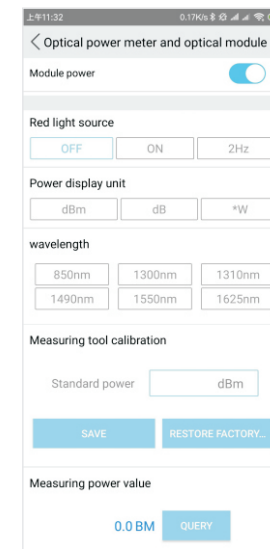 上午11:32 0.17K/s
Optical power meter and optical module
Module power
Red light source
OFF ON 2Hz
Power display unit
dBm dB *W
wavelength
850nm 1300nm 1310nm
1490nm 1550nm 1625nm
Measuring tool calibration
Standard power dBm
SAVE RESTORE FACTORY...
Measuring power value
0.0 BM QUERY